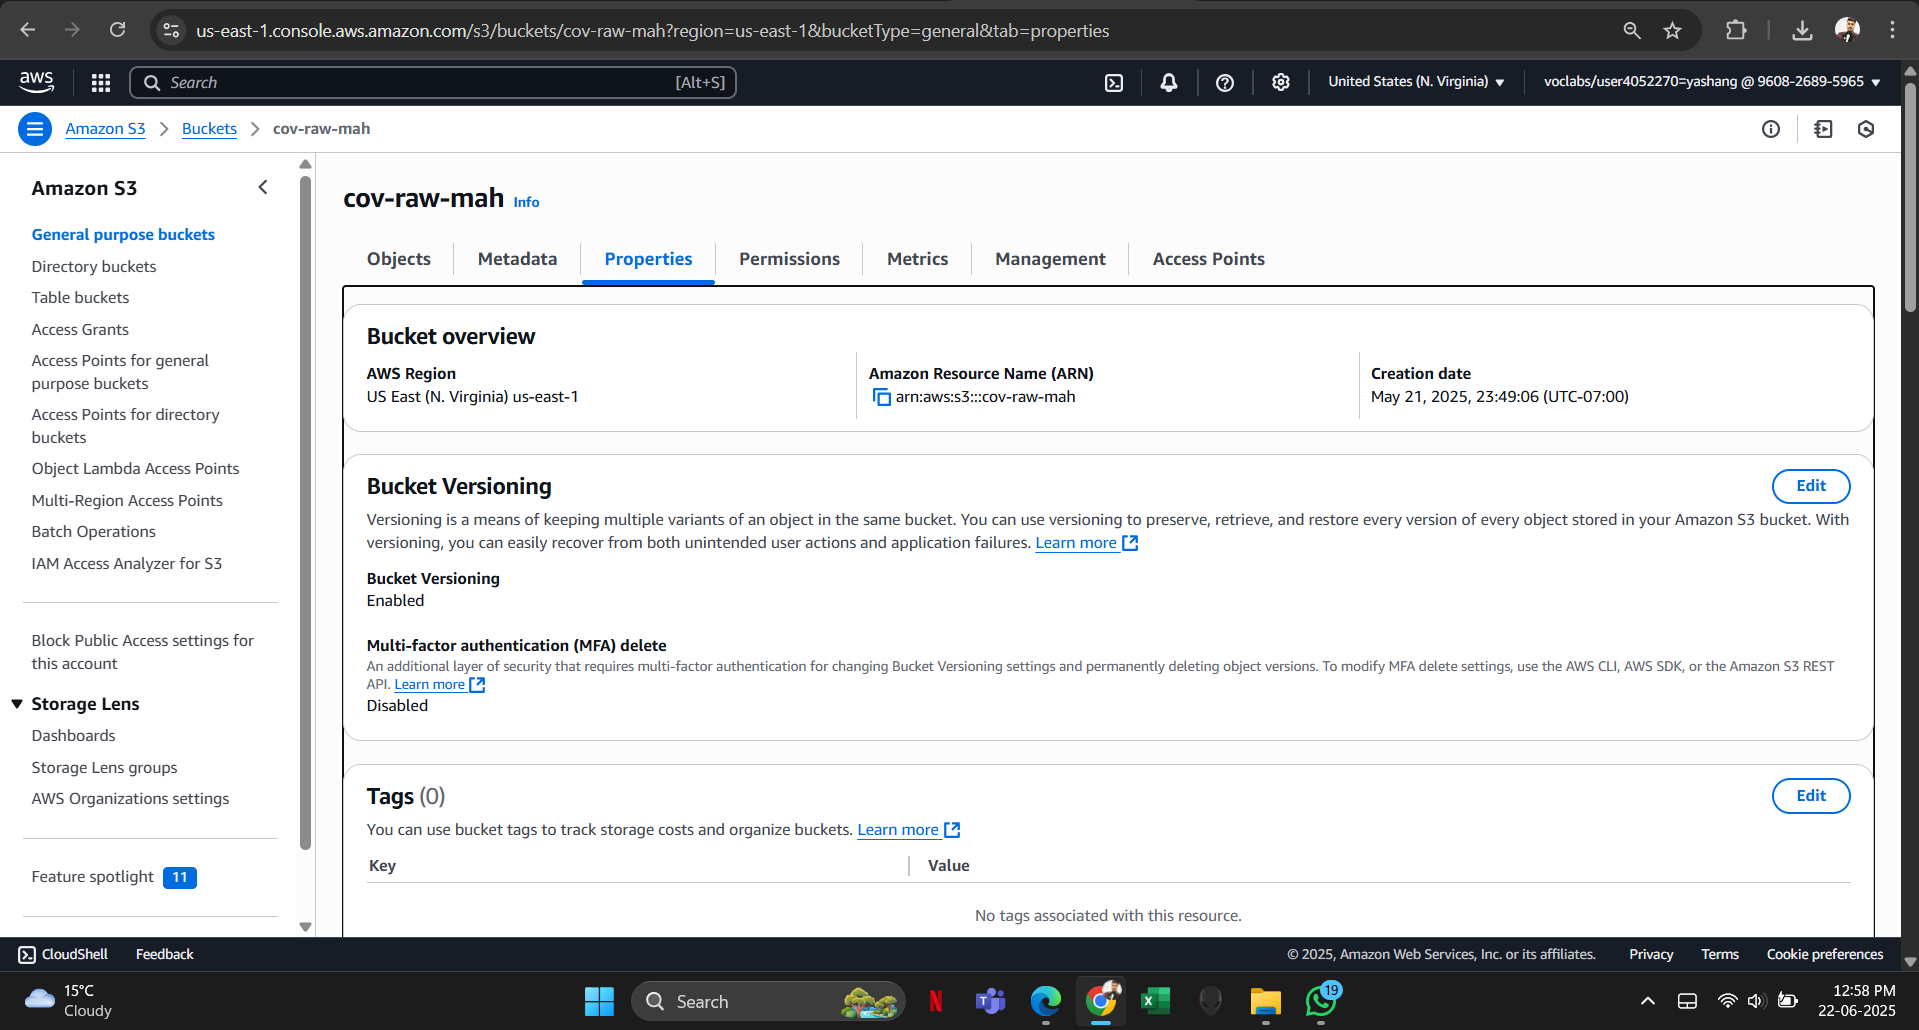 us-east-1.console.aws.amazon.com/s3/buckets/cov-raw-mah?region=us-east-1&bucketType=general&tab=properties
aws
Search [Alt+S]
United States (N. Virginia) ▼
voclabs/user4052270=yashang @ 9608-2689-5965 ▼
Amazon S3 > Buckets > cov-raw-mah
Amazon S3
General purpose buckets
Directory buckets
Table buckets
Access Grants
Access Points for general
purpose buckets
Access Points for directory
buckets
Object Lambda Access Points
Multi-Region Access Points
Batch Operations
IAM Access Analyzer for S3
Block Public Access settings for
this account
▼ Storage Lens
Dashboards
Storage Lens groups
AWS Organizations settings
Feature spotlight 11
cov-raw-mah Info
Objects
Metadata
Properties
Permissions
Metrics
Management
Access Points
Bucket overview
AWS Region
US East (N. Virginia) us-east-1
Amazon Resource Name (ARN)
arn:aws:s3:::cov-raw-mah
Creation date
May 21, 2025, 23:49:06 (UTC-07:00)
Bucket Versioning
Edit
Versioning is a means of keeping multiple variants of an object in the same bucket. You can use versioning to preserve, retrieve, and restore every version of every object stored in your Amazon S3 bucket. With
versioning, you can easily recover from both unintended user actions and application failures. Learn more
Bucket Versioning
Enabled
Multi-factor authentication (MFA) delete
An additional layer of security that requires multi-factor authentication for changing Bucket Versioning settings and permanently deleting object versions. To modify MFA delete settings, use the AWS CLI, AWS SDK, or the Amazon S3 REST
API. Learn more
Disabled
Tags (0)
Edit
You can use bucket tags to track storage costs and organize buckets. Learn more
Key
Value
No tags associated with this resource.
CloudShell
Feedback
© 2025, Amazon Web Services, Inc. or its affiliates.
Privacy
Terms
Cookie preferences
15°C
Cloudy
Search
19
12:58 PM
22-06-2025